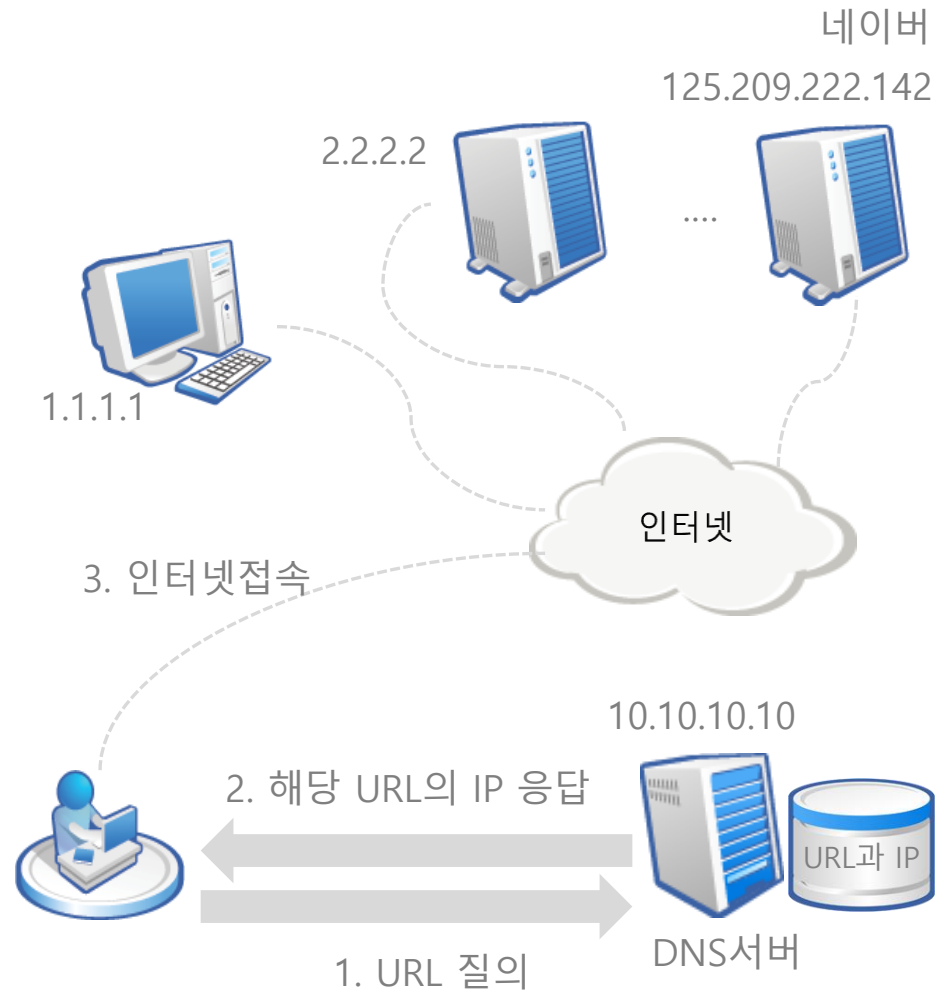 네이버
125.209.222.142
2.2.2.2
....
1.1.1.1
인터넷
3. 인터넷접속
10.10.10.10
2. 해당 URL의 IP 응답
URL과 IP
DNS서버
1. URL 질의